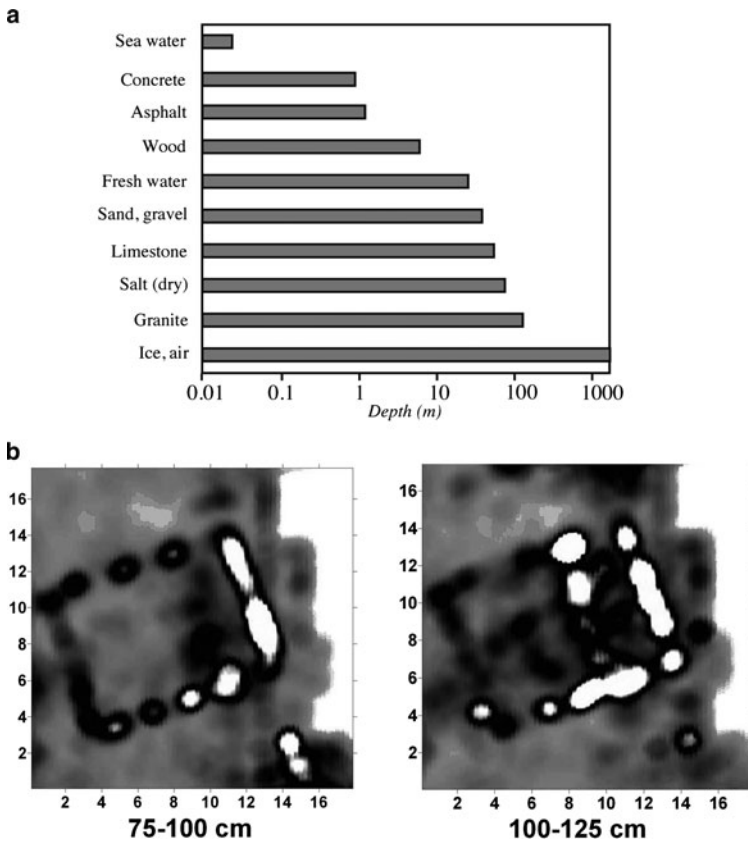 a
Sea water
Concrete
Asphalt
Wood
Fresh water
Sand, gravel
Limestone
Salt (dry)
Granite
Ice, air
0.01 0.1 1 10 100 1000
Depth (m)
b
16
14
12
10
8
6
4
2
2 4 6 8 10 12 14 16
75-100 cm
16
14
12
10
8
6
4
2
2 4 6 8 10 12 14 16
100-125 cm